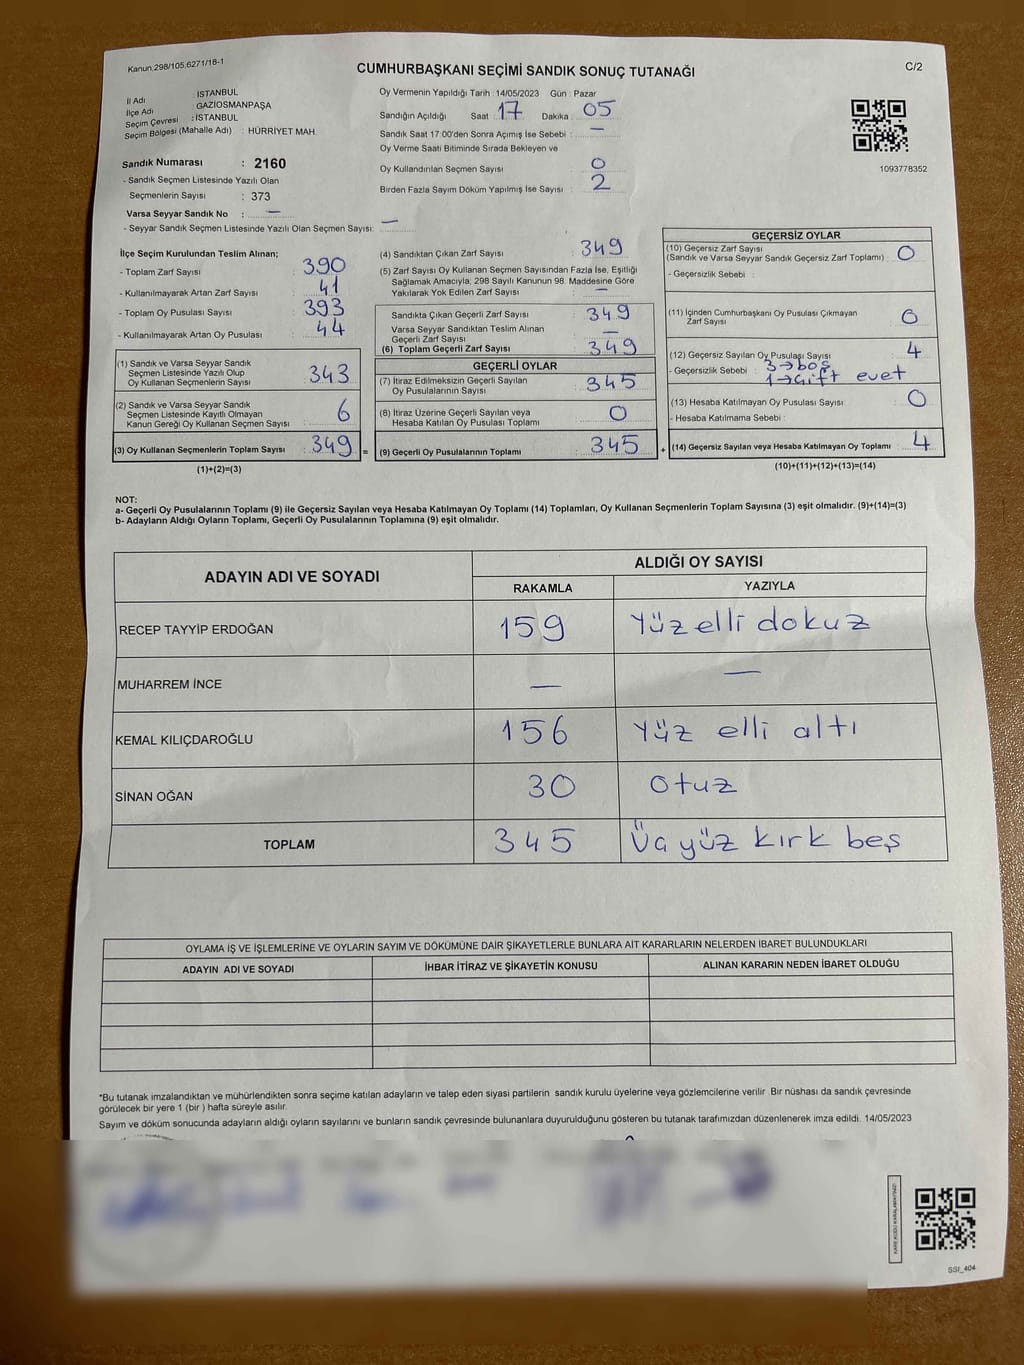 Kanun.298/105,6271/18-1
CUMHURBAŞKANI SEÇİMİ SANDIK SONUÇ TUTANAĞI
C/2
İl Adı : İSTANBUL
İlçe Adı : GAZİOSMANPAŞA
Seçim Çevresi : İSTANBUL
Seçim Bölgesi (Mahalle Adı) : HÜRRİYET MAH.
Sandık Numarası : 2160
- Sandık Seçmen Listesinde Yazılı Olan
Seçmenlerin Sayısı : 373
Varsa Seyyar Sandık No : —
- Seyyar Sandık Seçmen Listesinde Yazılı Olan Seçmen Sayısı: —
Oy Vermenin Yapıldığı Tarih : 14/05/2023 Gün : Pazar
Sandığın Açıldığı Saat : 17 Dakika : 05
Sandık Saat 17:00'den Sonra Açımış İse Sebebi : —
Oy Verme Saati Bitiminde Sırada Bekleyen ve
Oy Kullandırılan Seçmen Sayısı : 0
Birden Fazla Sayım Döküm Yapılmış İse Sayısı : 2
1093778352
İlçe Seçim Kurulundan Teslim Alınan;
- Toplam Zarf Sayısı : 390
- Kullanılmayarak Artan Zarf Sayısı : 41
- Toplam Oy Pusulası Sayısı : 393
- Kullanılmayarak Artan Oy Pusulası : 44
(1) Sandık ve Varsa Seyyar Sandık
Seçmen Listesinde Yazılı Olup
Oy Kullanan Seçmenlerin Sayısı : 343
(2) Sandık ve Varsa Seyyar Sandık
Seçmen Listesinde Kayıtlı Olmayan
Kanun Gereği Oy Kullanan Seçmen Sayısı : 6
(3) Oy Kullanan Seçmenlerin Toplam Sayısı : 349 =
(1)+(2)=(3)
(4) Sandıktan Çıkan Zarf Sayısı : 349
(5) Zarf Sayısı Oy Kullanan Seçmen Sayısından Fazla İse, Eşitliği
Sağlamak Amacıyla; 298 Sayılı Kanunun 98. Maddesine Göre
Yakılarak Yok Edilen Zarf Sayısı : —
Sandıkta Çıkan Geçerli Zarf Sayısı : 349
Varsa Seyyar Sandıktan Teslim Alınan
Geçerli Zarf Sayısı : —
(6) Toplam Geçerli Zarf Sayısı : 349
GEÇERLİ OYLAR
(7) İtiraz Edilmeksizin Geçerli Sayılan
Oy Pusulalarının Sayısı : 345
(8) İtiraz Üzerine Geçerli Sayılan veya
Hesaba Katılan Oy Pusulası Toplamı : 0
(9) Geçerli Oy Pusulalarının Toplamı : 345 +
GEÇERSİZ OYLAR
(10) Geçersiz Zarf Sayısı
(Sandık ve Varsa Seyyar Sandık Geçersiz Zarf Toplamı) : 0
- Geçersizlik Sebebi :
(11) İçinden Cumhurbaşkanı Oy Pusulası Çıkmayan
Zarf Sayısı : 0
(12) Geçersiz Sayılan Oy Pusulası Sayısı : 4
- Geçersizlik Sebebi : 3→boş
1→Çift evet
(13) Hesaba Katılmayan Oy Pusulası Sayısı : 0
- Hesaba Katılmama Sebebi :
(14) Geçersiz Sayılan veya Hesaba Katılmayan Oy Toplamı : 4
(10)+(11)+(12)+(13)=(14)
NOT:
a- Geçerli Oy Pusulalarının Toplamı (9) ile Geçersiz Sayılan veya Hesaba Katılmayan Oy Toplamı (14) Toplamları, Oy Kullanan Seçmenlerin Toplam Sayısına (3) eşit olmalıdır. (9)+(14)=(3)
b- Adayların Aldığı Oyların Toplamı, Geçerli Oy Pusulalarının Toplamına (9) eşit olmalıdır.
ADAYIN ADI VE SOYADI
ALDIĞI OY SAYISI
RAKAMLA YAZIYLA
RECEP TAYYİP ERDOĞAN 159 Yüz elli dokuz
MUHARREM İNCE — —
KEMAL KILIÇDAROĞLU 156 Yüz elli altı
SİNAN OĞAN 30 Otuz
TOPLAM 345 Üç yüz kırk beş
OYLAMA İŞ VE İŞLEMLERİNE VE OYLARIN SAYIM VE DÖKÜMÜNE DAİR ŞİKAYETLERLE BUNLARA AİT KARARLARIN NELERDEN İBARET BULUNDUKLARI
ADAYIN ADI VE SOYADI İHBAR İTİRAZ VE ŞİKAYETİN KONUSU ALINAN KARARIN NEDEN İBARET OLDUĞU
*Bu tutanak imzalandıktan ve mühürlendikten sonra seçime katılan adayların ve talep eden siyasi partilerin sandık kurulu üyelerine veya gözlemcilerine verilir. Bir nüshası da sandık çevresinde
görülecek bir yere 1 (bir ) hafta süreyle asılır.
Sayım ve döküm sonucunda adayların aldığı oyların sayılarını ve bunların sandık çevresinde bulunanlara duyurulduğunu gösteren bu tutanak tarafımızdan düzenlenerek imza edildi. 14/05/2023
SSI_404